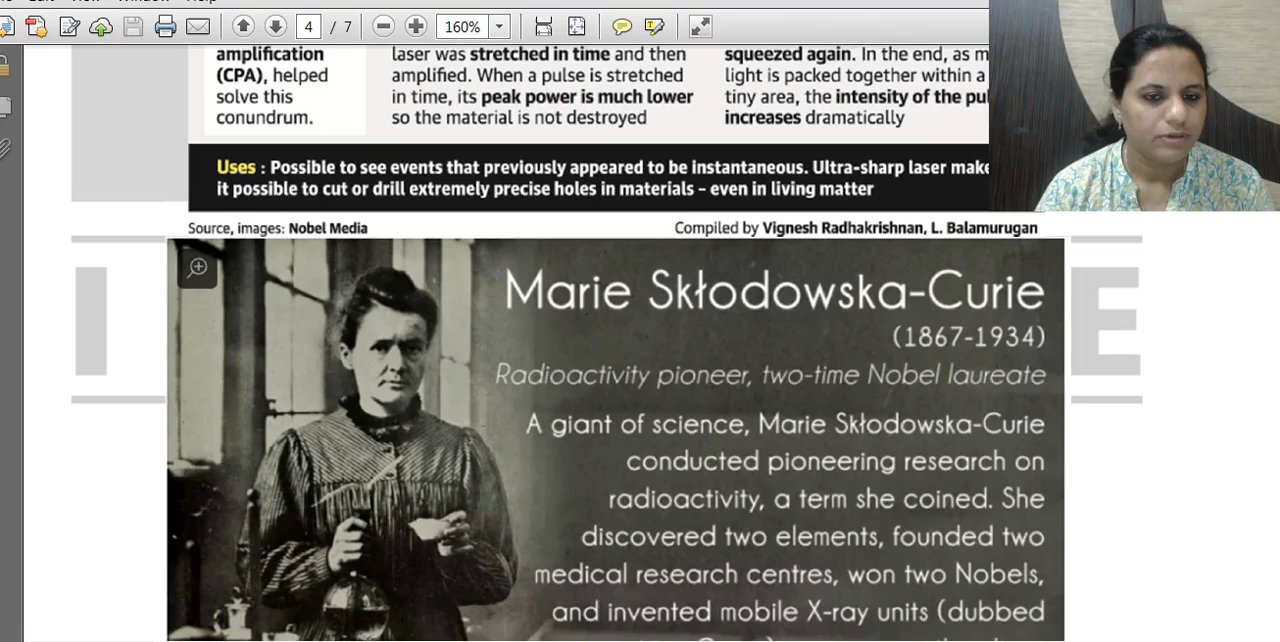 Help
4 / 7
160%
amplification
(CPA), helped
solve this
conundrum.
laser was stretched in time and then
amplified. When a pulse is stretched
in time, its peak power is much lower
so the material is not destroyed
squeezed again. In the end, as m
light is packed together within a
tiny area, the intensity of the pu
increases dramatically
Uses : Possible to see events that previously appeared to be instantaneous. Ultra-sharp laser make
it possible to cut or drill extremely precise holes in materials – even in living matter
Source, images: Nobel Media
Compiled by Vignesh Radhakrishnan, L. Balamurugan
I
E
Marie Skłodowska-Curie
(1867-1934)
Radioactivity pioneer, two-time Nobel laureate
A giant of science, Marie Skłodowska-Curie
conducted pioneering research on
radioactivity, a term she coined. She
discovered two elements, founded two
medical research centres, won two Nobels,
and invented mobile X-ray units (dubbed